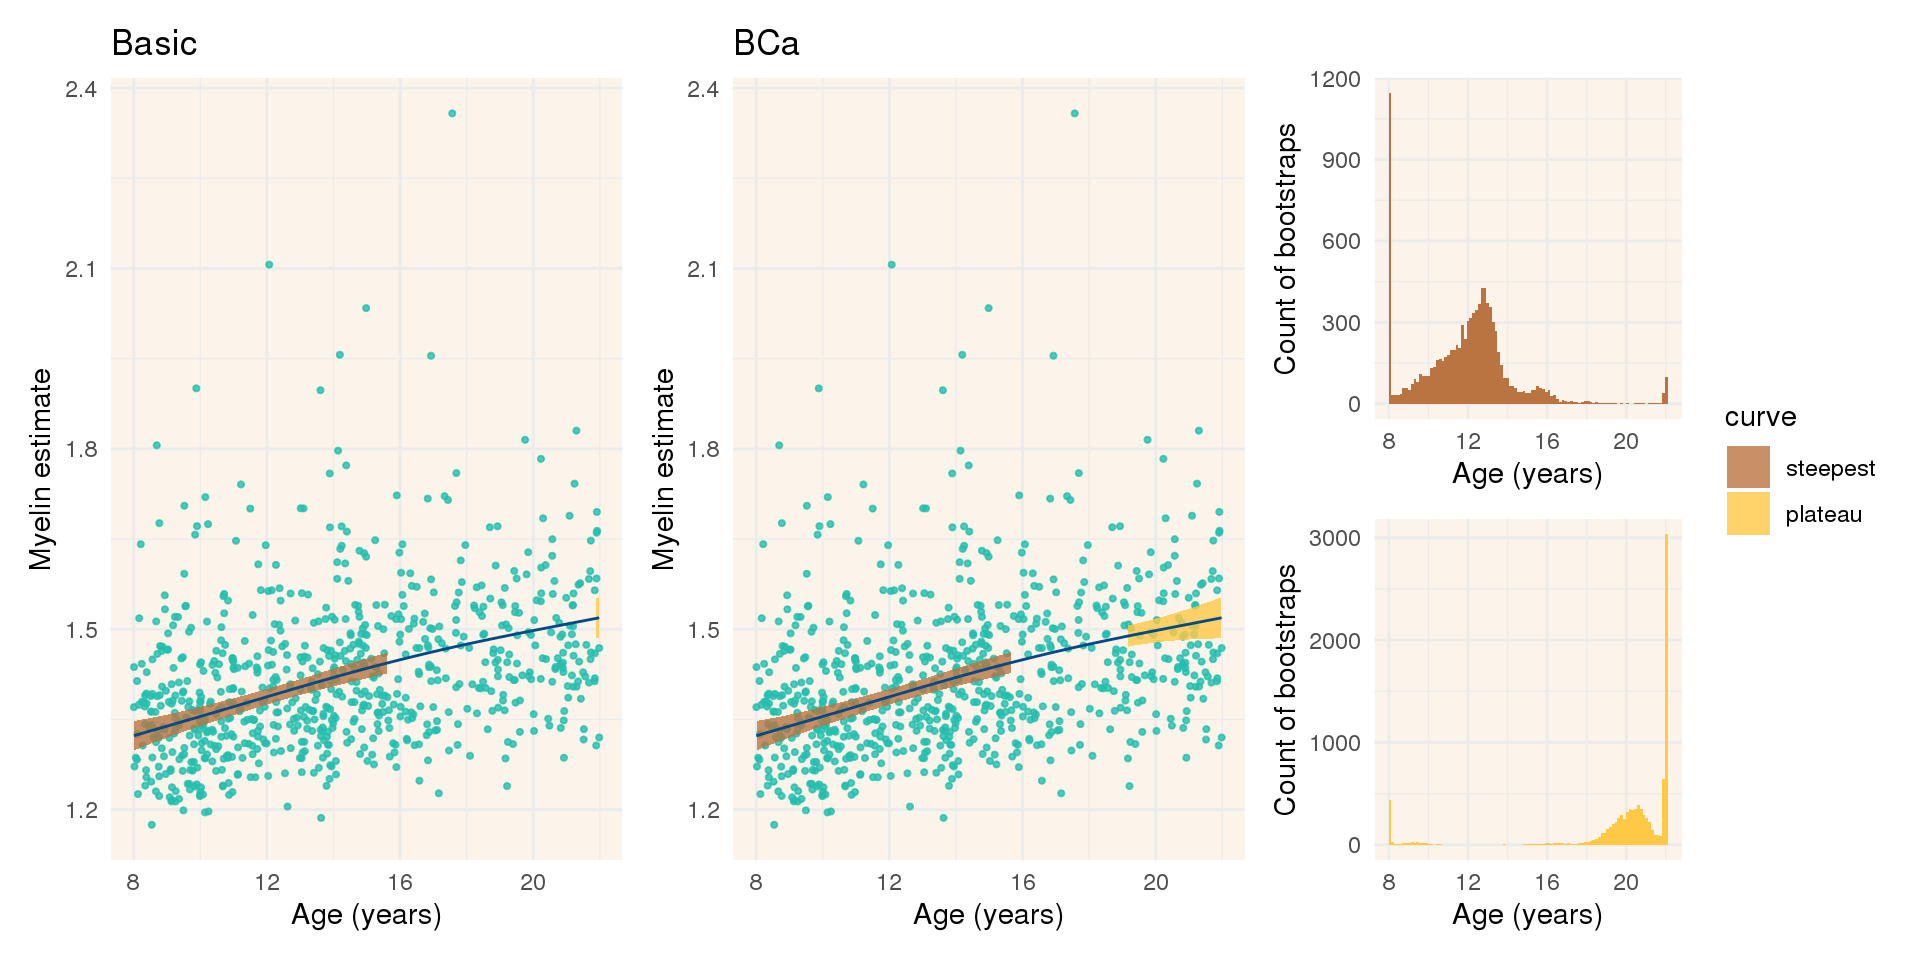 Basic
2.4
2.1
1.8
1.5
1.2
Myelin estimate
8 12 16 20
Age (years)
BCa
2.4
2.1
1.8
1.5
1.2
Myelin estimate
8 12 16 20
Age (years)
1200
900
600
300
0
Count of bootstraps
8 12 16 20
Age (years)
3000
2000
1000
0
Count of bootstraps
8 12 16 20
Age (years)
curve
steepest
plateau